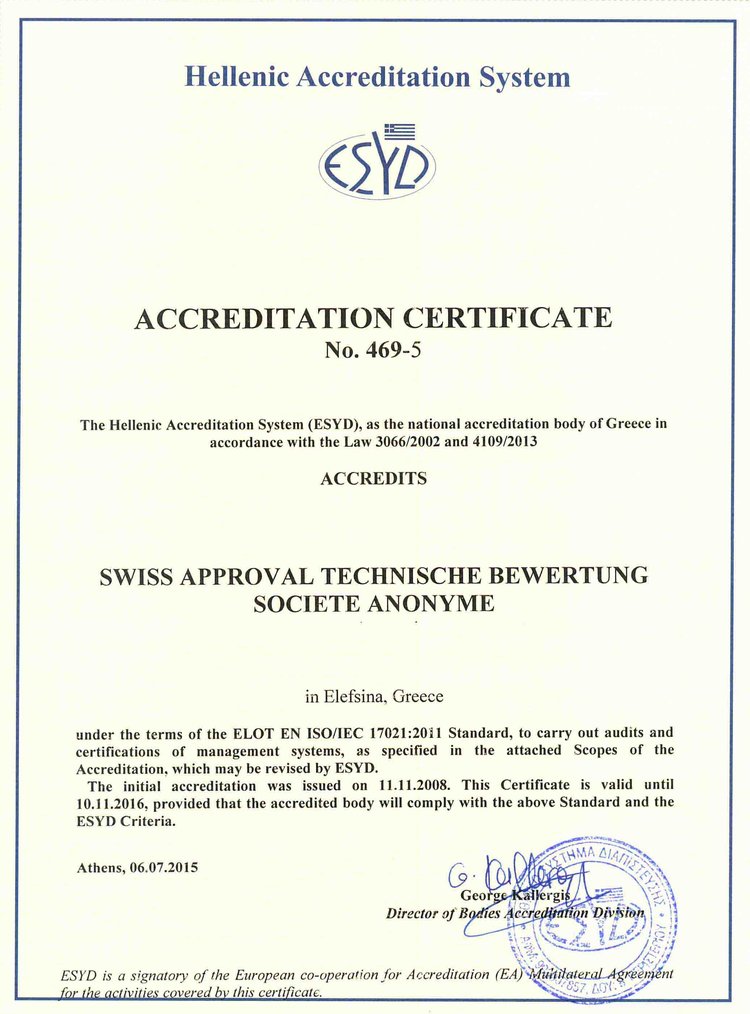 Hellenic Accreditation System
ESYD
ACCREDITATION CERTIFICATE
No. 469-5
The Hellenic Accreditation System (ESYD), as the national accreditation body of Greece in
accordance with the Law 3066/2002 and 4109/2013
ACCREDITS
SWISS APPROVAL TECHNISCHE BEWERTUNG
SOCIETE ANONYME
in Elefsina, Greece
under the terms of the ELOT EN ISO/IEC 17021:2011 Standard, to carry out audits and
certifications of management systems, as specified in the attached Scopes of the
Accreditation, which may be revised by ESYD.
The initial accreditation was issued on 11.11.2008. This Certificate is valid until
10.11.2016, provided that the accredited body will comply with the above Standard and the
ESYD Criteria.
Athens, 06.07.2015
George Kallergis
Director of Bodies Accreditation Division
ΔΙΑΠΙΣΤΕΥΣΗΣ
ESYD
ESYD is a signatory of the European co-operation for Accreditation (EA) Multilateral Agreement
for the activities covered by this certificate.